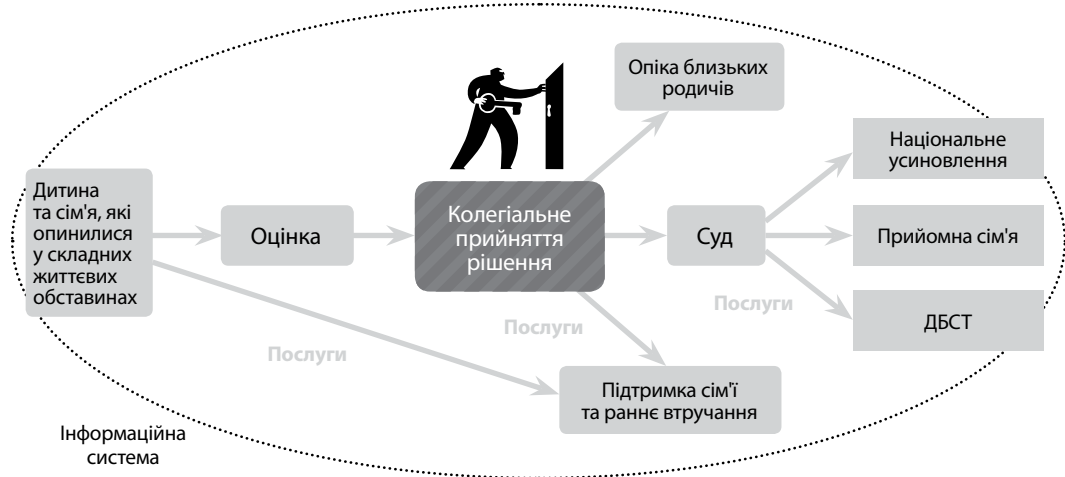 Опіка близьких
родичів
Національне
усиновлення
Дитина
та сім'я, які
опинилися
у складних
життєвих
обставинах
Оцінка
Колегіальне
прийняття
рішення
Суд
Прийомна сім'я
ДБСТ
Послуги
Послуги
Послуги
Підтримка сім'ї
та раннє втручання
Інформаційна
система